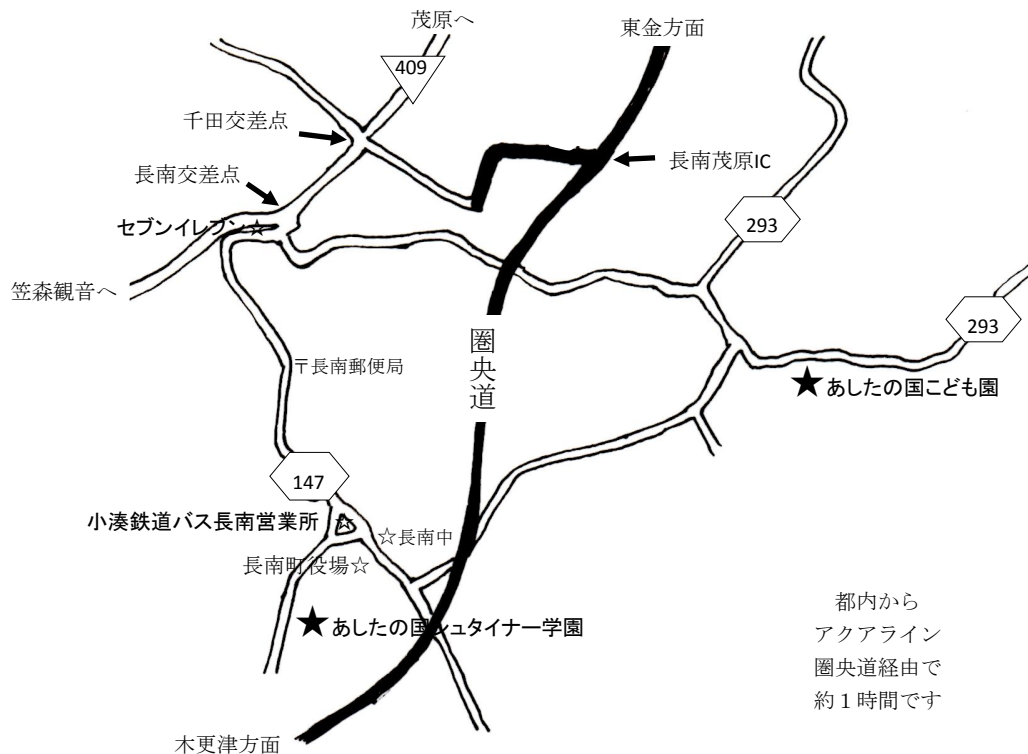 茂原へ
東金方面
409
千田交差点
長南茂原IC
長南交差点
セブンイレブン☆
293
笠森観音へ
293
圏央道
〒長南郵便局
★あしたの国こども園
147
小湊鉄道バス長南営業所 ☆
☆長南中
長南町役場☆
★あしたの国シュタイナー学園
都内から
アクアライン
圏央道経由で
約１時間です
木更津方面